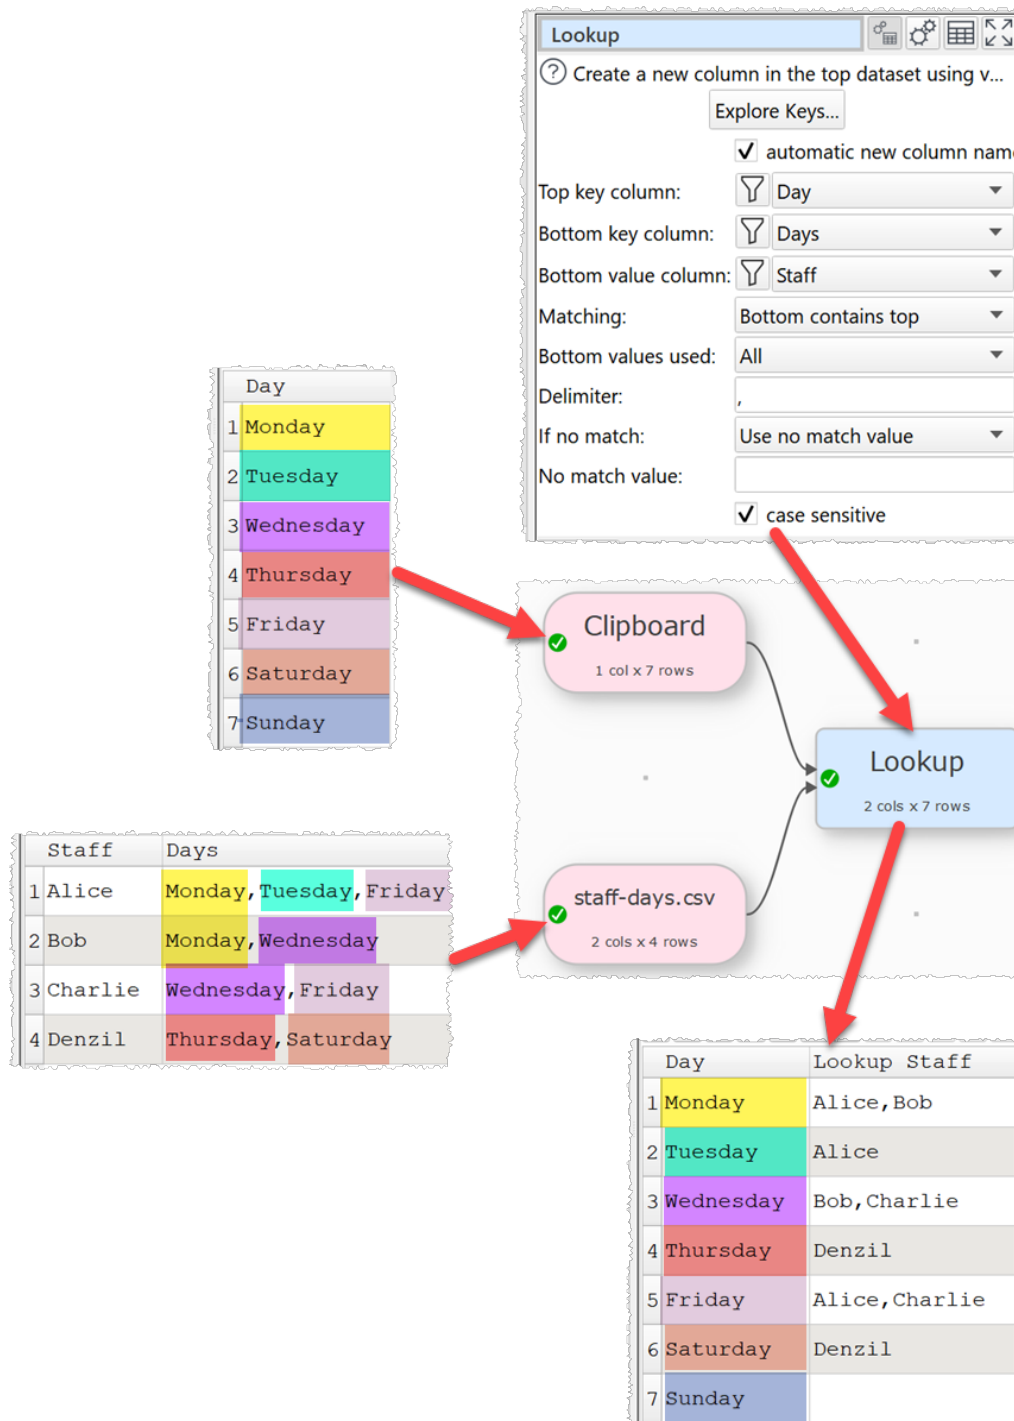 Lookup
Create a new column in the top dataset using v...
Explore Keys...
automatic new column name
Top key column: Day
Bottom key column: Days
Bottom value column: Staff
Matching: Bottom contains top
Bottom values used: All
Delimiter: ,
If no match: Use no match value
No match value:
case sensitive
Day
1 Monday
2 Tuesday
3 Wednesday
4 Thursday
5 Friday
6 Saturday
7 Sunday
Clipboard
1 col x 7 rows
Lookup
2 cols x 7 rows
staff-days.csv
2 cols x 4 rows
Staff Days
1 Alice Monday,Tuesday,Friday
2 Bob Monday,Wednesday
3 Charlie Wednesday,Friday
4 Denzil Thursday,Saturday
Day Lookup Staff
1 Monday Alice,Bob
2 Tuesday Alice
3 Wednesday Bob,Charlie
4 Thursday Denzil
5 Friday Alice,Charlie
6 Saturday Denzil
7 Sunday